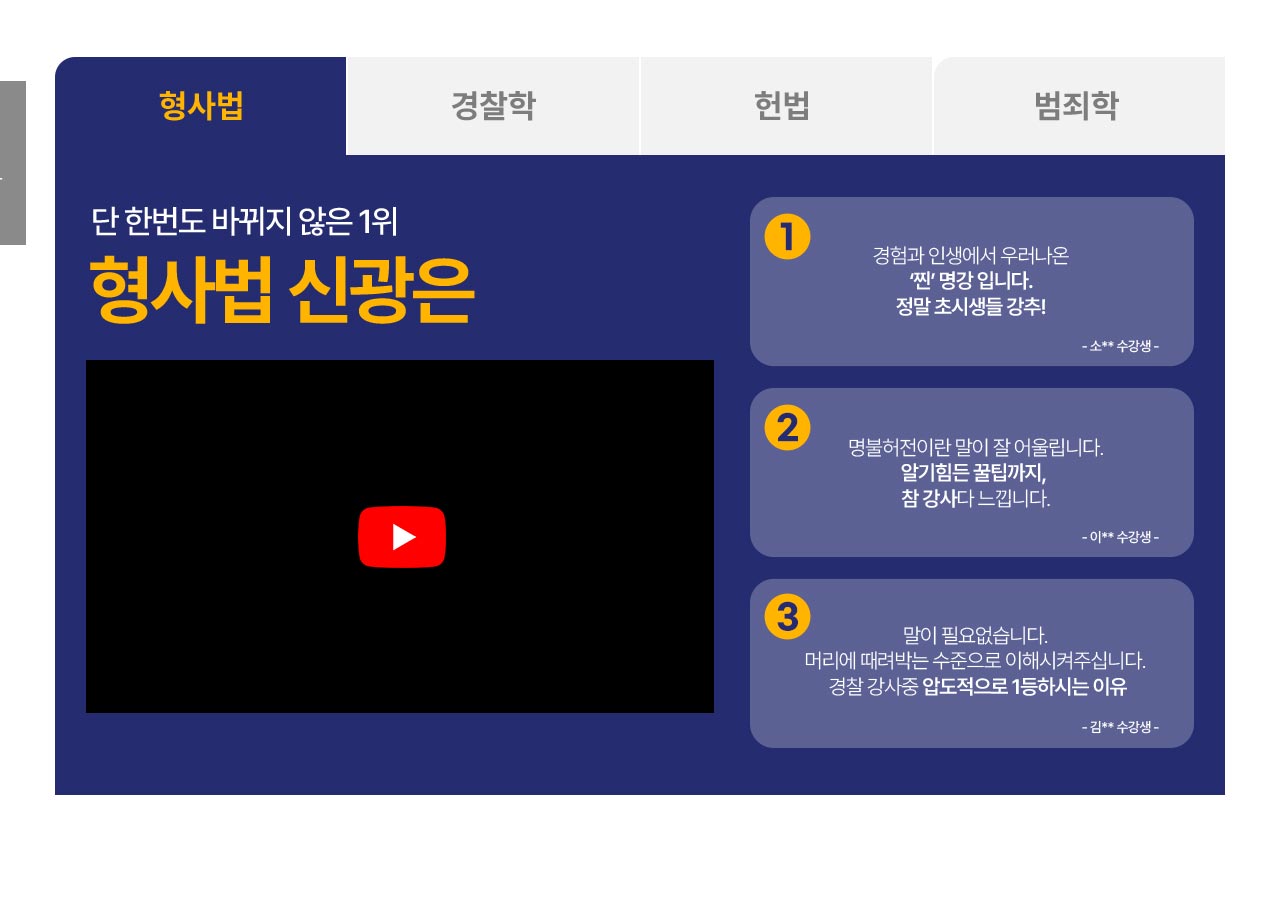 형사법
경찰학
헌법
범죄학
단 한번도 바뀌지 않은 1위
형사법 신광은
1
경험과 인생에서 우러나온
‘찐’ 명강 입니다.
정말 초시생들 강추!
- 소** 수강생 -
2
명불허전이란 말이 잘 어울립니다.
알기힘든 꿀팁까지,
참 강사다 느낍니다.
- 이** 수강생 -
3
말이 필요없습니다.
머리에 때려박는 수준으로 이해시켜주십니다.
경찰 강사중 압도적으로 1등하시는 이유
- 김** 수강생 -